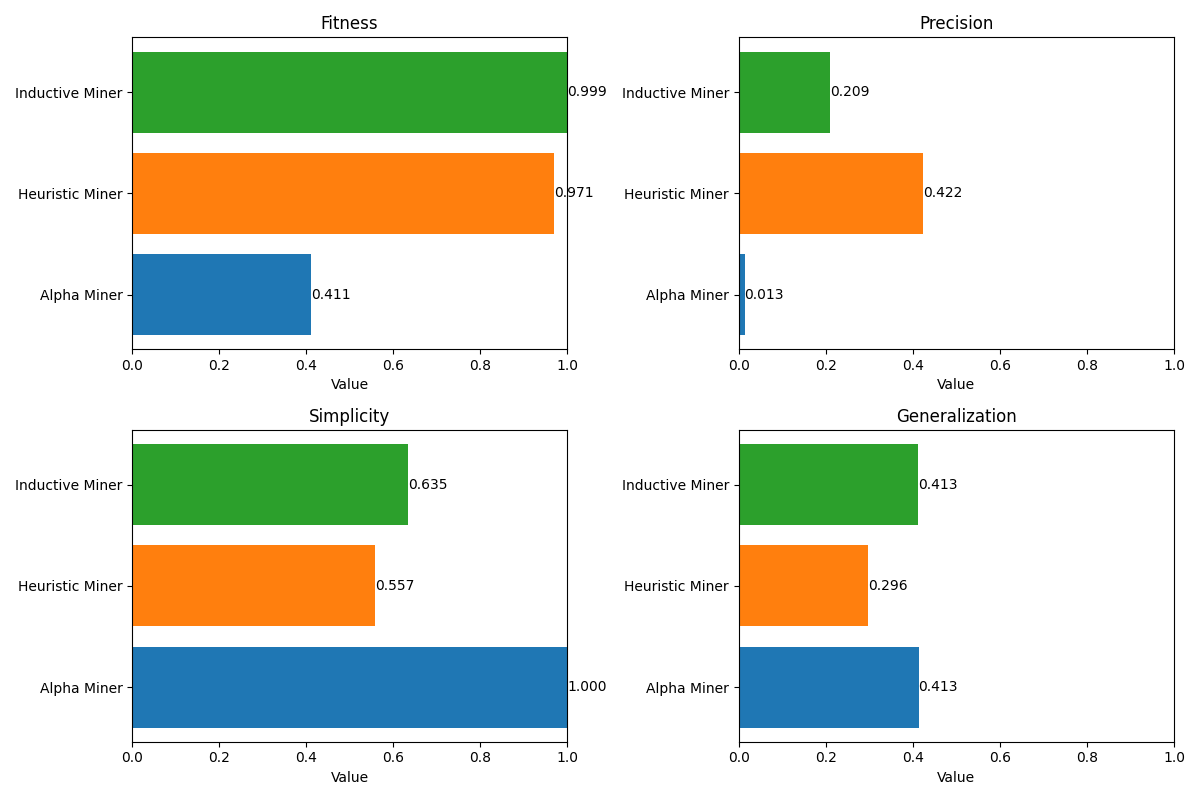 Fitness
Inductive Miner
0.999
Heuristic Miner
0.971
Alpha Miner
0.411
0.0 0.2 0.4 0.6 0.8 1.0
Value
Precision
Inductive Miner
0.209
Heuristic Miner
0.422
Alpha Miner
0.013
0.0 0.2 0.4 0.6 0.8 1.0
Value
Simplicity
Inductive Miner
0.635
Heuristic Miner
0.557
Alpha Miner
1.000
0.0 0.2 0.4 0.6 0.8 1.0
Value
Generalization
Inductive Miner
0.413
Heuristic Miner
0.296
Alpha Miner
0.413
0.0 0.2 0.4 0.6 0.8 1.0
Value